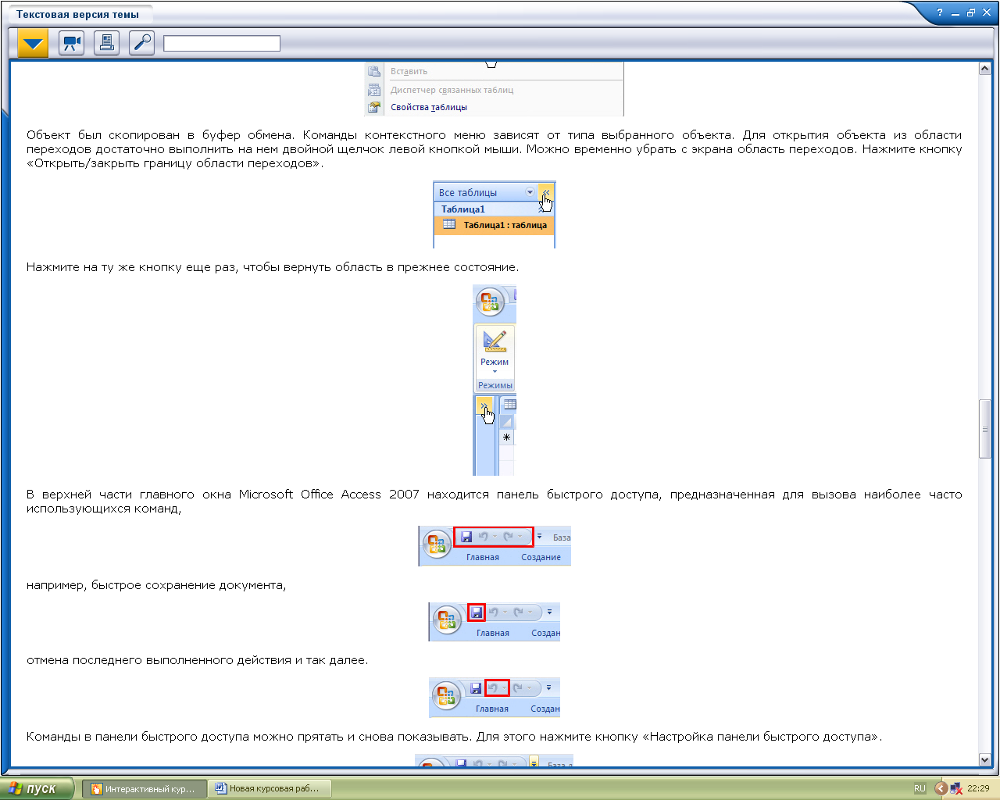 Текстовая версия темы
?
Вставить
Диспетчер связанных таблиц
Свойства таблицы
Объект был скопирован в буфер обмена. Команды контекстного меню зависят от типа выбранного объекта. Для открытия объекта из области
переходов достаточно выполнить на нем двойной щелчок левой кнопкой мыши. Можно временно убрать с экрана область переходов. Нажмите кнопку
«Открыть/закрыть границу области переходов».
Все таблицы «
Таблица1
Таблица1 : таблица
Нажмите на ту же кнопку еще раз, чтобы вернуть область в прежнее состояние.
Режим
Режимы
»
В верхней части главного окна Microsoft Office Access 2007 находится панель быстрого доступа, предназначенная для вызова наиболее часто
использующихся команд,
База
Главная Создание
например, быстрое сохранение документа,
Главная Создан
отмена последнего выполненного действия и так далее.
Главная Создан
Команды в панели быстрого доступа можно прятать и снова показывать. Для этого нажмите кнопку «Настройка панели быстрого доступа».
пуск Интерактивный кур... Новая курсовая раб... RU 22:29